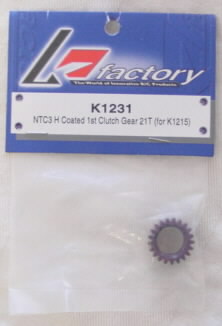 K factory
The World of Innovative R/C Products.
K1231
NTC3 H Coated 1st Clutch Gear 21T (for K1215)